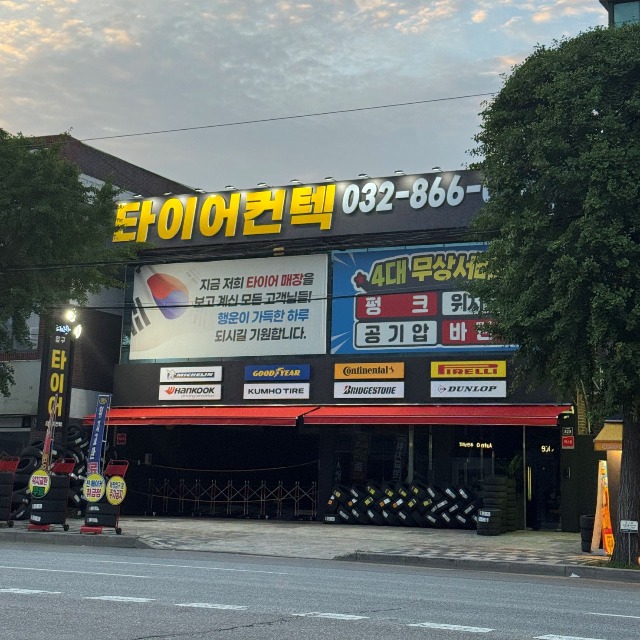 타이어컨텍 032-866-
지금 저희 타이어 매장을
보고 계신 모든 고객님들!
행운이 가득한 하루
되시길 기원합니다.
4대 무상서
펑 크 위치
공기압 바
MICHELIN
GOODYEAR
Continental
PIRELLI
HANKOOK
KUMHO TIRE
BRIDGESTONE
DUNLOP
타이어